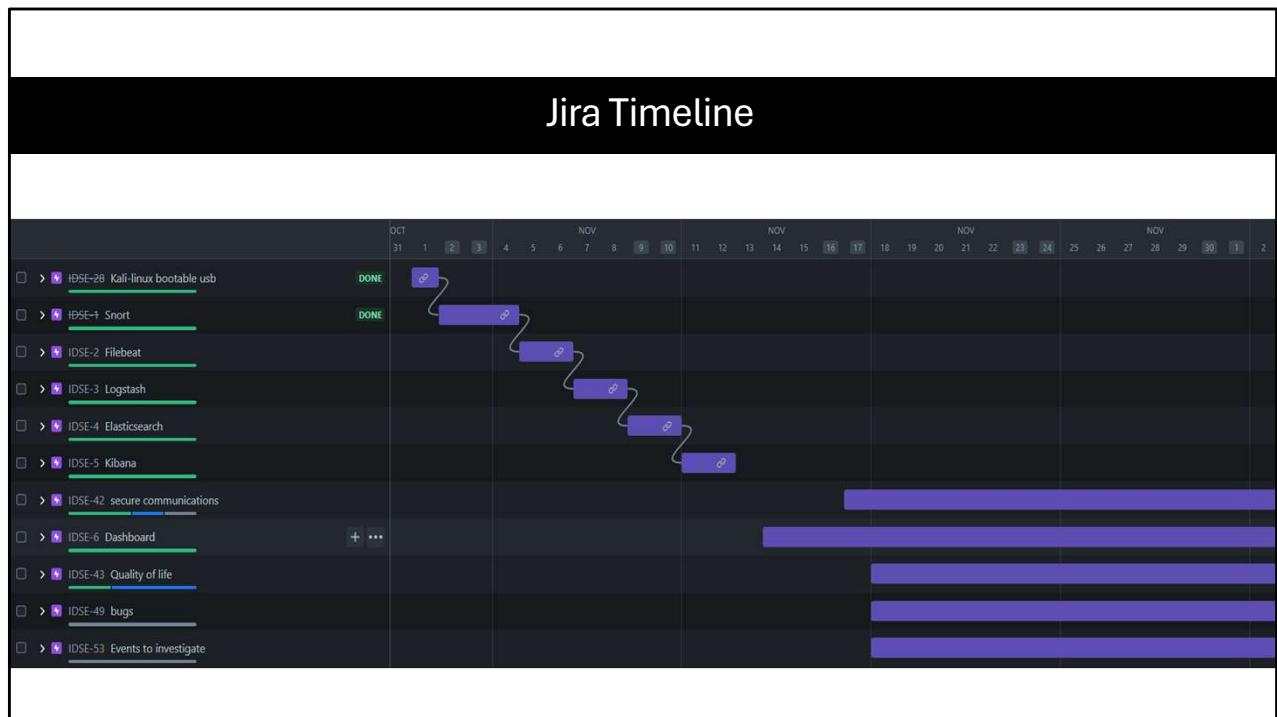 Jira Timeline
OCT NOV NOV NOV NOV
31 1 2 3 4 5 6 7 8 9 10 11 12 13 14 15 16 17 18 19 20 21 22 23 24 25 26 27 28 29 30 1 2
IDSE-28 Kali-linux bootable usb DONE
IDSE-1 Snort DONE
IDSE-2 Filebeat
IDSE-3 Logstash
IDSE-4 Elasticsearch
IDSE-5 Kibana
IDSE-42 secure communications
IDSE-6 Dashboard
IDSE-43 Quality of life
IDSE-49 bugs
IDSE-53 Events to investigate